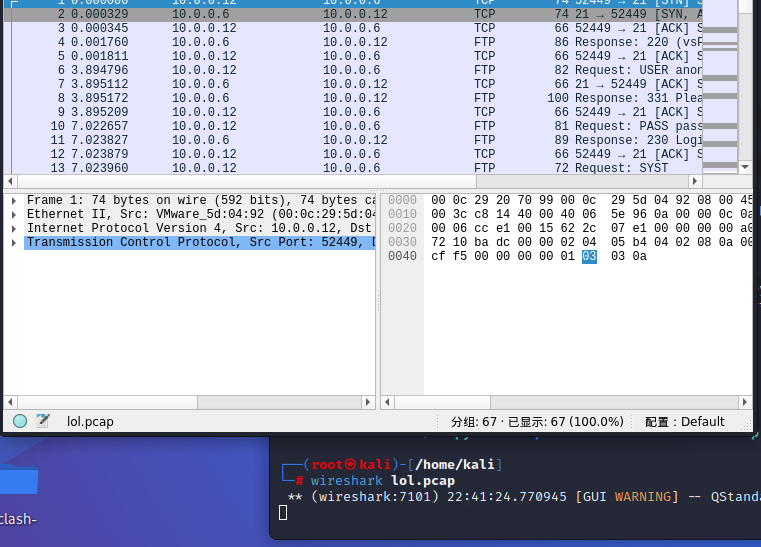 1 0.000000 10.0.0.12 10.0.0.6 TCP 74 52449 → 21 [SYN] S
2 0.000329 10.0.0.6 10.0.0.12 TCP 74 21 → 52449 [SYN, A
3 0.000345 10.0.0.12 10.0.0.6 TCP 66 52449 → 21 [ACK] S
4 0.001760 10.0.0.6 10.0.0.12 FTP 86 Response: 220 (vsF
5 0.001811 10.0.0.12 10.0.0.6 TCP 66 52449 → 21 [ACK] S
6 3.894796 10.0.0.12 10.0.0.6 FTP 82 Request: USER anon
7 3.895112 10.0.0.6 10.0.0.12 TCP 66 21 → 52449 [ACK] S
8 3.895172 10.0.0.6 10.0.0.12 FTP 100 Response: 331 Plea
9 3.895209 10.0.0.12 10.0.0.6 TCP 66 52449 → 21 [ACK] S
10 7.022657 10.0.0.12 10.0.0.6 FTP 81 Request: PASS pass
11 7.023827 10.0.0.6 10.0.0.12 FTP 89 Response: 230 Logi
12 7.023879 10.0.0.12 10.0.0.6 TCP 66 52449 → 21 [ACK] S
13 7.023960 10.0.0.12 10.0.0.6 FTP 72 Request: SYST
Frame 1: 74 bytes on wire (592 bits), 74 bytes ca
Ethernet II, Src: VMware_5d:04:92 (00:0c:29:5d:04
Internet Protocol Version 4, Src: 10.0.0.12, Dst
Transmission Control Protocol, Src Port: 52449, D
0000 00 0c 29 20 70 99 00 0c 29 5d 04 92 08 00 45
0010 00 3c c8 14 40 00 40 06 5e 96 0a 00 00 0c 0a
0020 00 06 cc e1 00 15 62 2c 07 e1 00 00 00 00 a0
0030 72 10 ba dc 00 00 02 04 05 b4 04 02 08 0a 00
0040 cf f5 00 00 00 00 01 03 03 0a
lol.pcap
分组: 67 · 已显示: 67 (100.0%)
配置：Default
(root㉿kali)-[/home/kali]
# wireshark lol.pcap
** (wireshark:7101) 22:41:24.770945 [GUI WARNING] -- QStanda
clash-